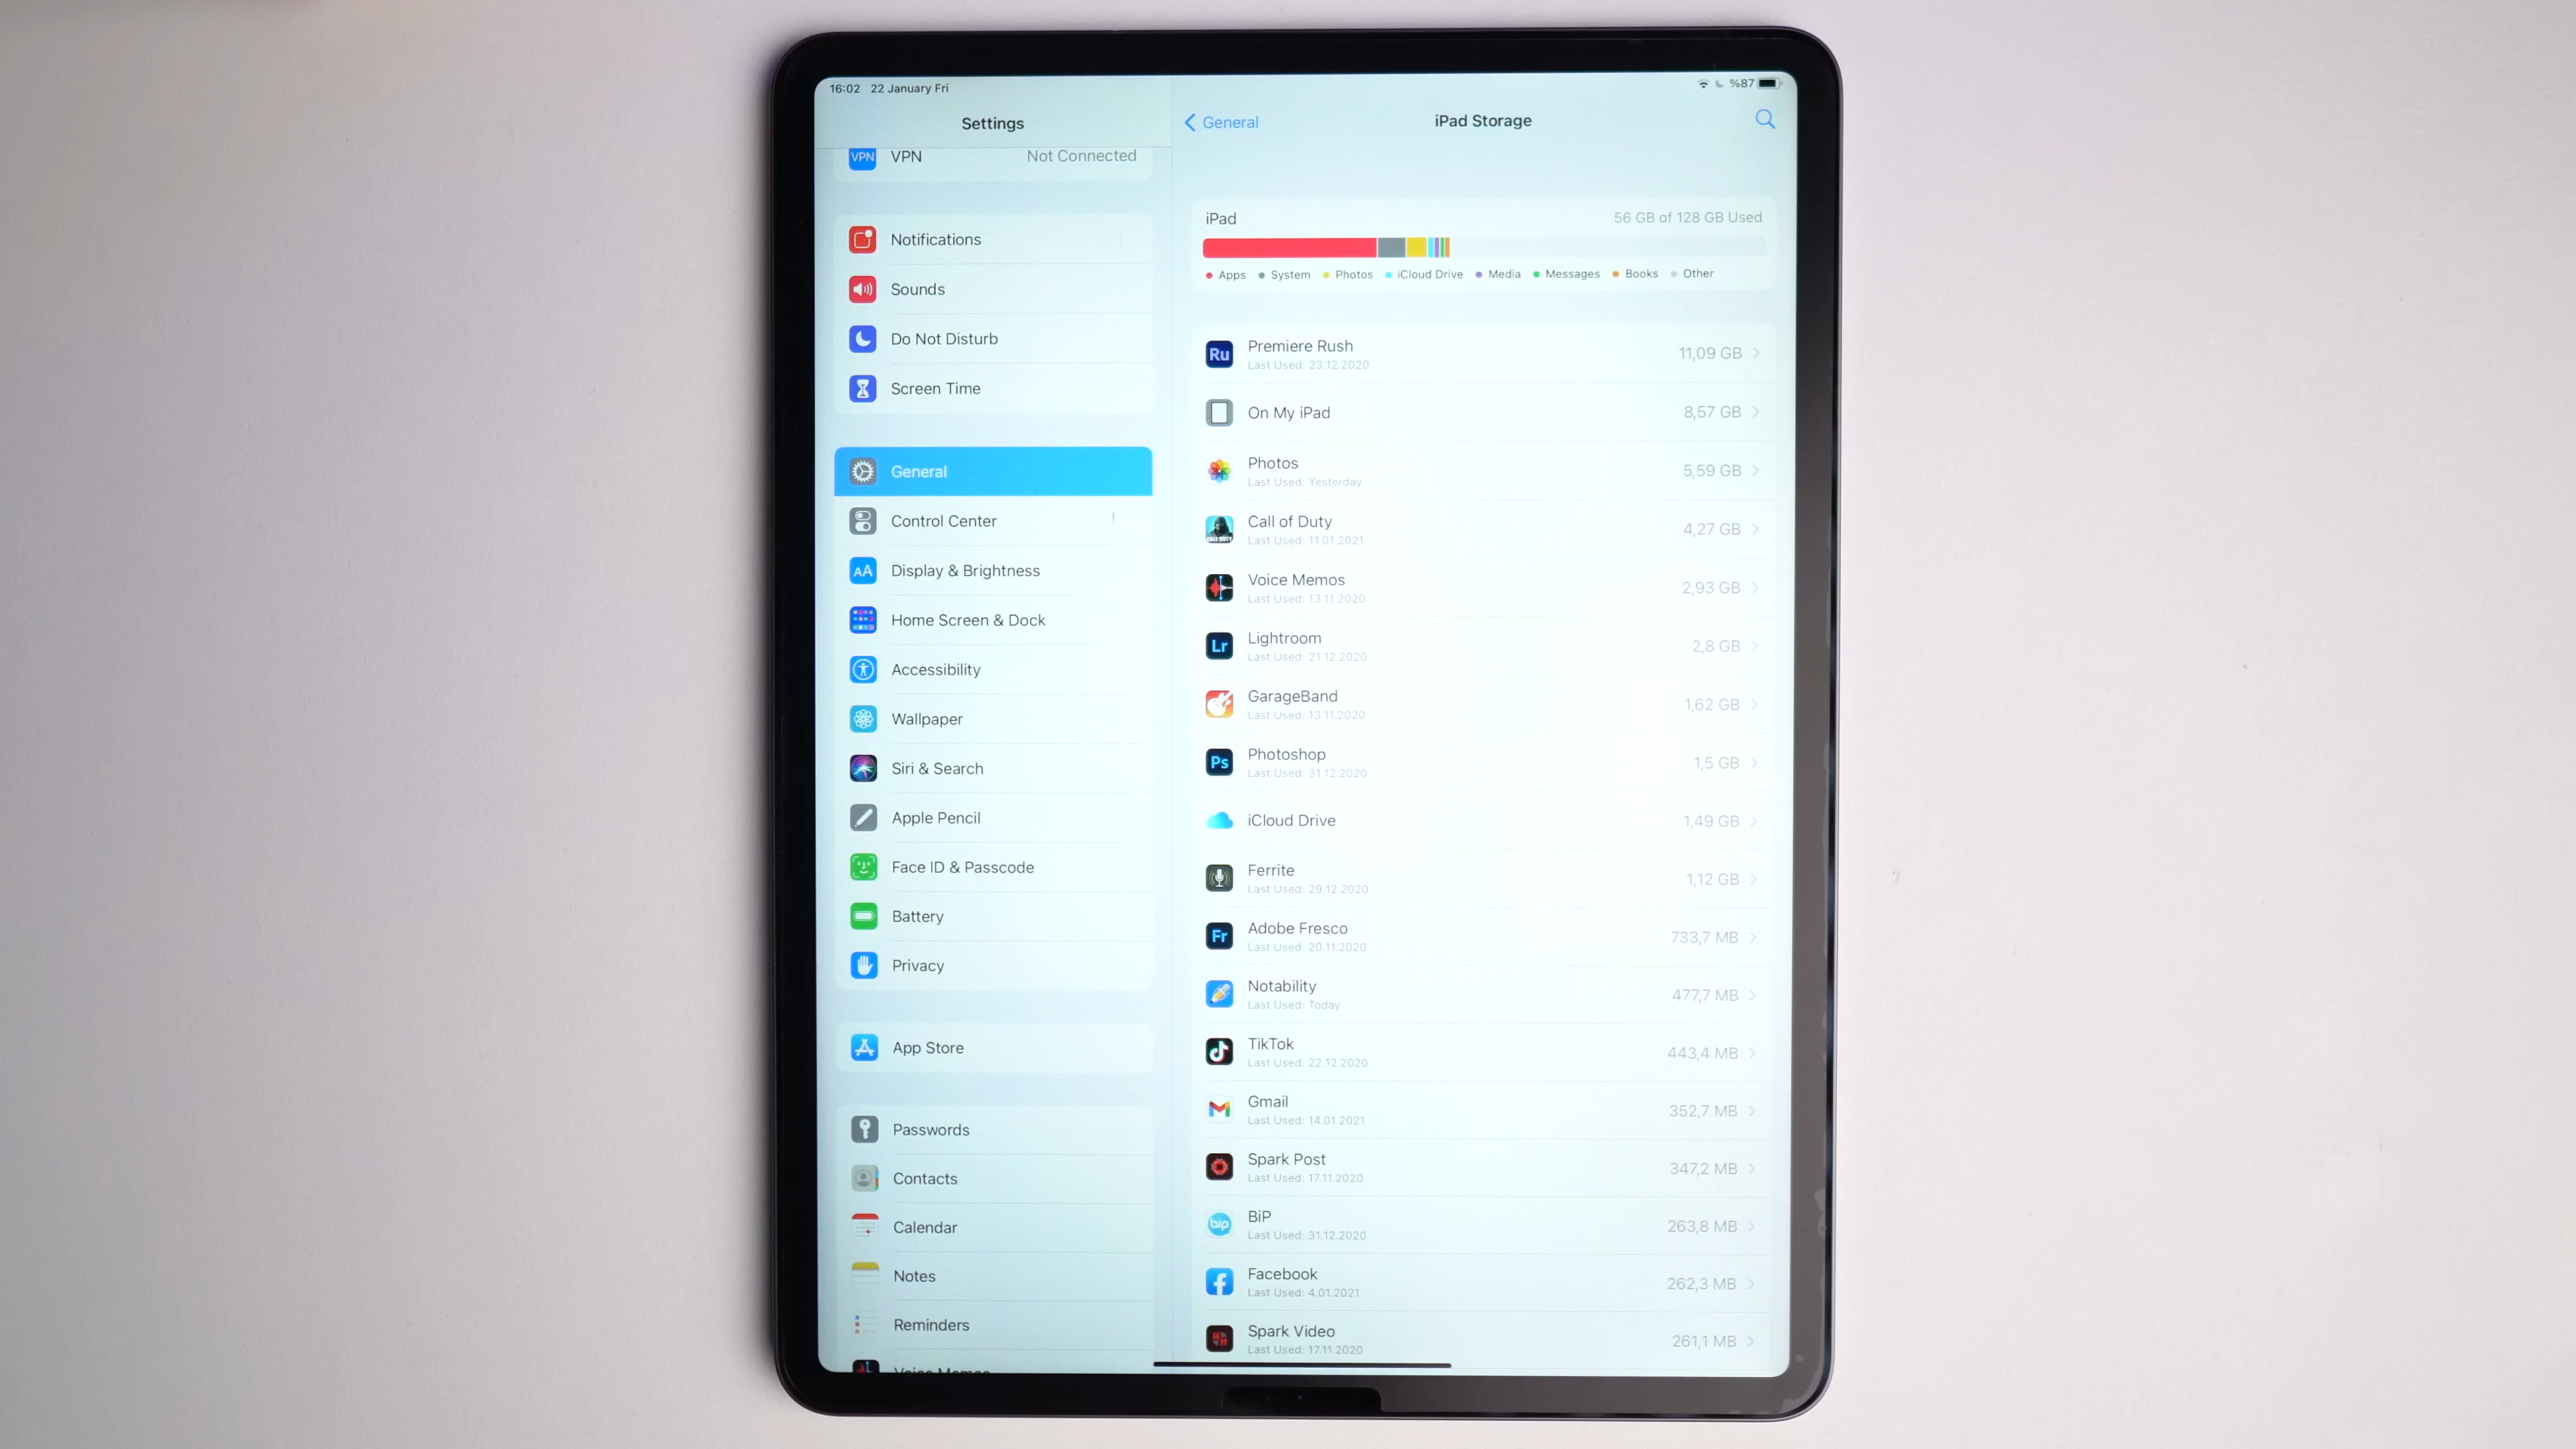 16:02 22 January Fri
%87
Settings
VPN VPN Not Connected
Notifications
Sounds
Do Not Disturb
Screen Time
General
Control Center
AA Display & Brightness
Home Screen & Dock
Accessibility
Wallpaper
Siri & Search
Apple Pencil
Face ID & Passcode
Battery
Privacy
App Store
Passwords
Contacts
Calendar
Notes
Reminders
Voice Memos
General
iPad Storage
iPad 56 GB of 128 GB Used
Apps System Photos iCloud Drive Media Messages Books Other
Ru Premiere Rush 11,09 GB
Last Used: 23.12.2020
On My iPad 8,57 GB
Photos 5,59 GB
Last Used: Yesterday
Call of Duty 4,27 GB
Last Used: 11.01.2021
Voice Memos 2,93 GB
Last Used: 13.11.2020
Lr Lightroom 2,8 GB
Last Used: 21.12.2020
GarageBand 1,62 GB
Last Used: 13.11.2020
Ps Photoshop 1,5 GB
Last Used: 31.12.2020
iCloud Drive 1,49 GB
Ferrite 1,12 GB
Last Used: 29.12.2020
Fr Adobe Fresco 733,7 MB
Last Used: 20.11.2020
Notability 477,7 MB
Last Used: Today
TikTok 443,4 MB
Last Used: 22.12.2020
Gmail 352,7 MB
Last Used: 14.01.2021
Spark Post 347,2 MB
Last Used: 17.11.2020
bip BiP 263,8 MB
Last Used: 31.12.2020
Facebook 262,3 MB
Last Used: 4.01.2021
Spark Video 261,1 MB
Last Used: 17.11.2020